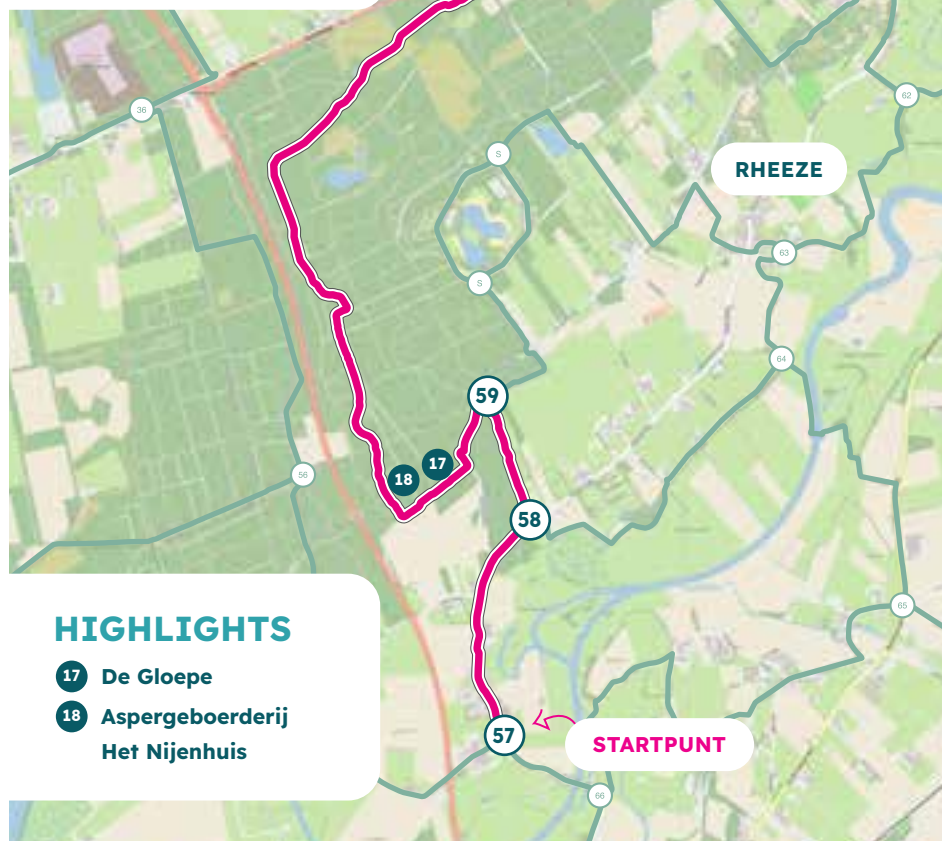 36
62
S
RHEEZE
63
S
64
59
17
18
56
58
HIGHLIGHTS
17 De Gloepe
18 Aspergeboerderij
Het Nijenhuis
65
57
STARTPUNT
66